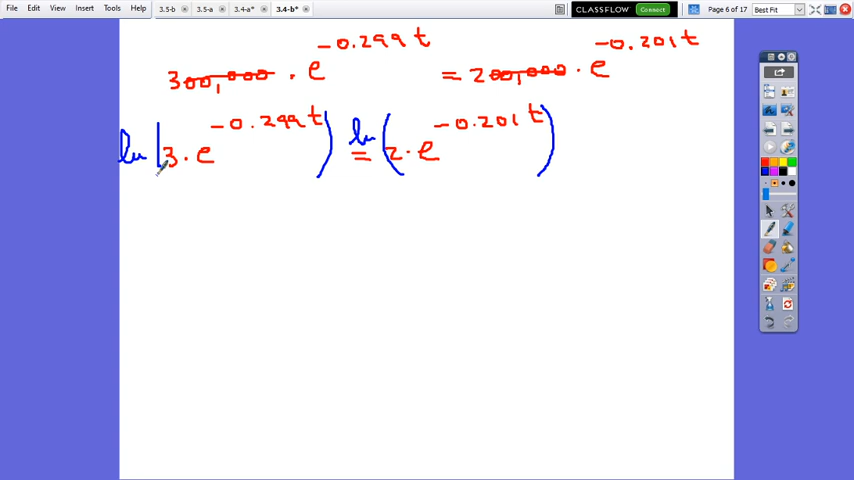 File Edit View Insert Tools Help 3.5-b 3.5-a 3.4-a* 3.4-b* CLASSFLOW Connect Page 6 of 17 Best Fit
300,000 · e^-0.299t = 200,000 · e^-0.201t
ln(3 · e^-0.299t) = ln(2 · e^-0.201t)